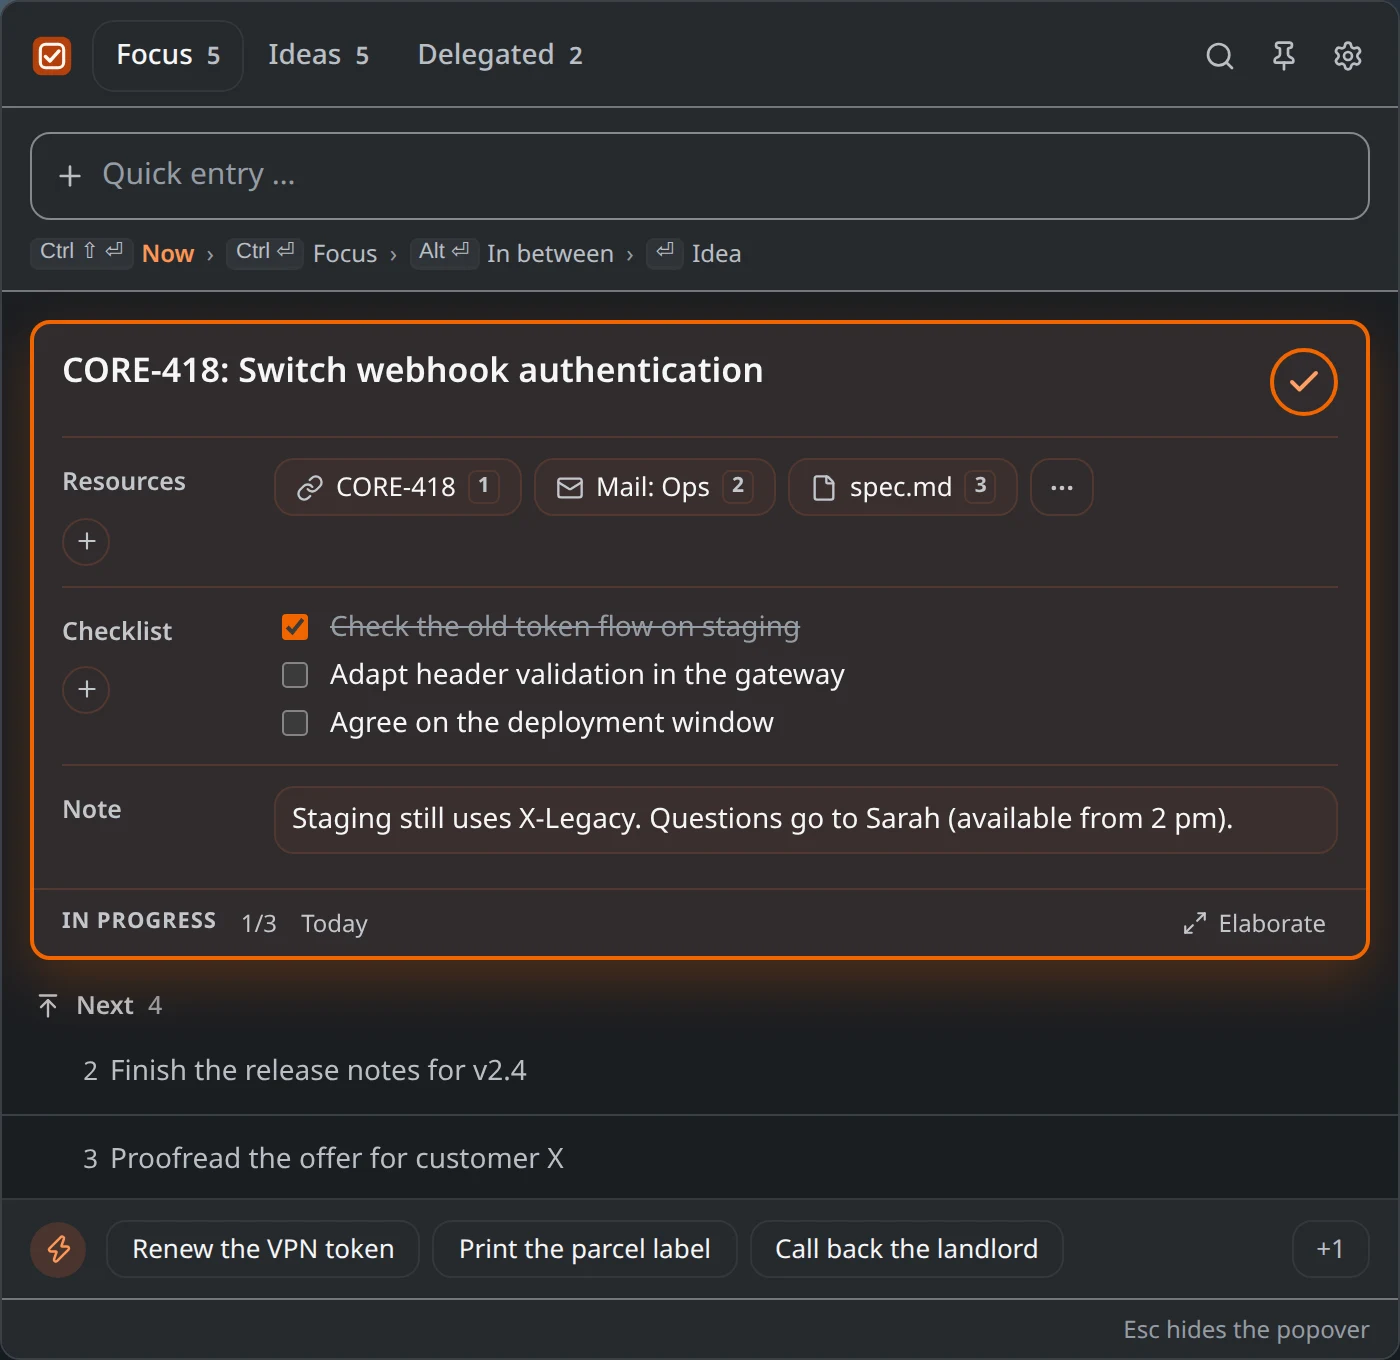 Focus 5 Ideas 5 Delegated 2
Quick entry ...
Ctrl ⇧ ⏎ Now › Ctrl ⏎ Focus › Alt ⏎ In between › ⏎ Idea
CORE-418: Switch webhook authentication
Resources CORE-418 1 Mail: Ops 2 spec.md 3 ...
Checklist Check the old token flow on staging
Adapt header validation in the gateway
Agree on the deployment window
Note Staging still uses X-Legacy. Questions go to Sarah (available from 2 pm).
IN PROGRESS 1/3 Today Elaborate
Next 4
2 Finish the release notes for v2.4
3 Proofread the offer for customer X
Renew the VPN token Print the parcel label Call back the landlord +1
Esc hides the popover